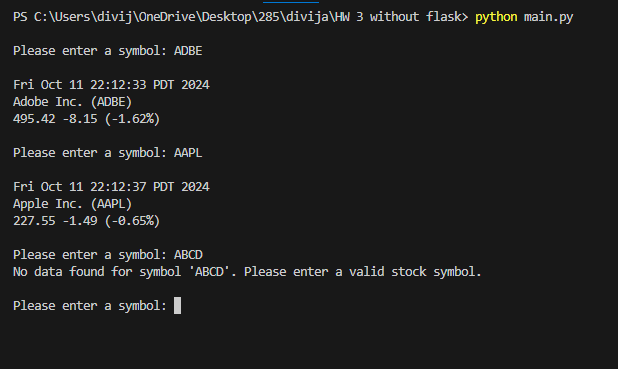 PS C:\Users\divij\OneDrive\Desktop\285\divija\HW 3 without flask> python main.py
Please enter a symbol: ADBE
Fri Oct 11 22:12:33 PDT 2024
Adobe Inc. (ADBE)
495.42 -8.15 (-1.62%)
Please enter a symbol: AAPL
Fri Oct 11 22:12:37 PDT 2024
Apple Inc. (AAPL)
227.55 -1.49 (-0.65%)
Please enter a symbol: ABCD
No data found for symbol 'ABCD'. Please enter a valid stock symbol.
Please enter a symbol: